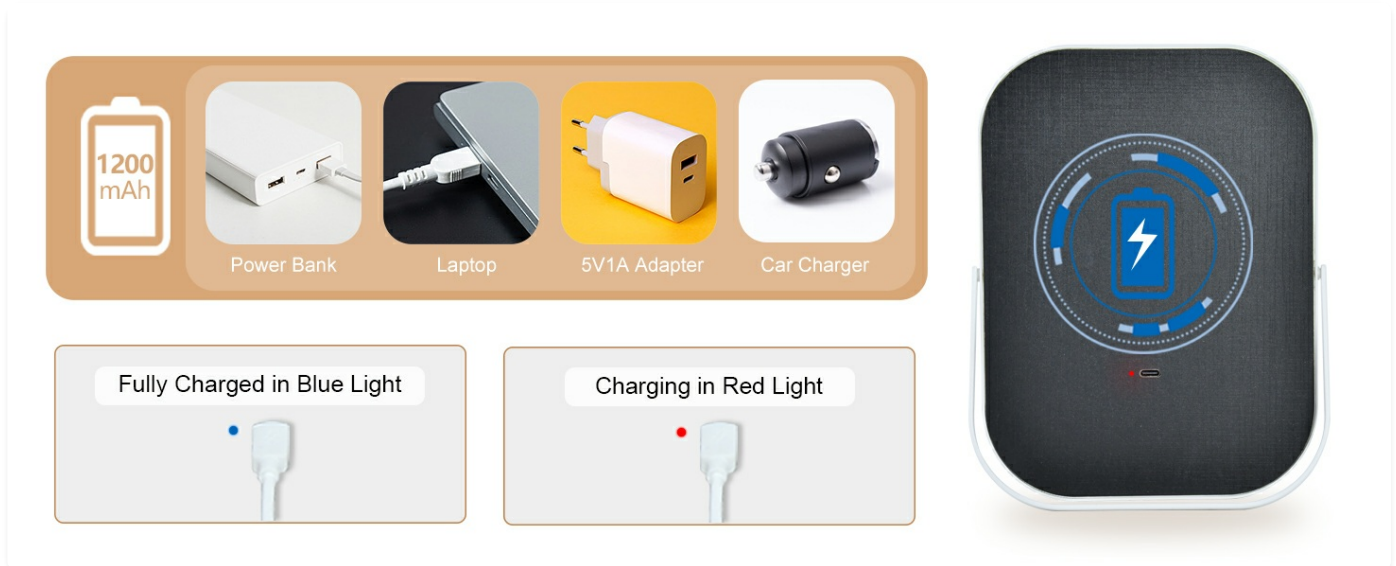 1200
mAh
Power Bank
Laptop
5V1A Adapter
Car Charger
Fully Charged in Blue Light
Charging in Red Light